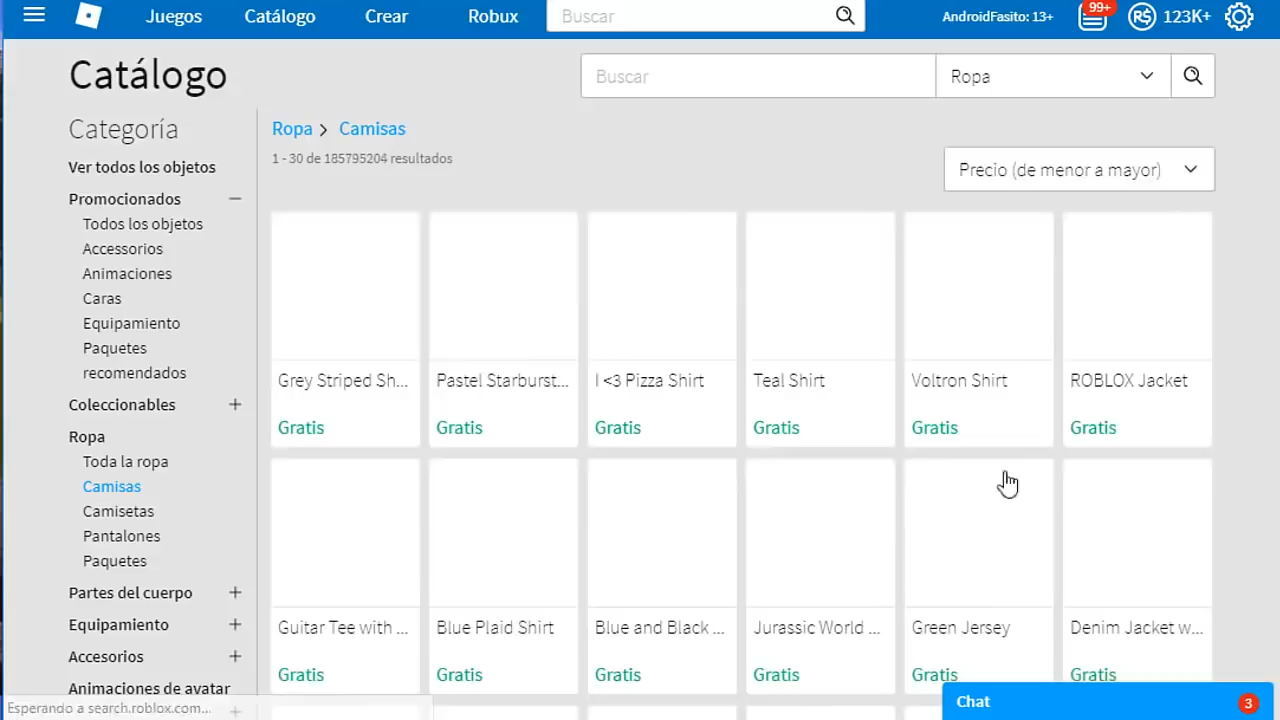 Juegos Catálogo Crear Robux Buscar AndroidFasito: 13+ 99+ R$ 123K+
Catálogo
Buscar Ropa
Categoría
Ropa Camisas
1 - 30 de 185795204 resultados
Precio (de menor a mayor)
Ver todos los objetos
Promocionados
Todos los objetos
Accessorios
Animaciones
Caras
Equipamiento
Paquetes
recomendados
Coleccionables
Ropa
Toda la ropa
Camisas
Camisetas
Pantalones
Paquetes
Partes del cuerpo
Equipamiento
Accesorios
Animaciones de avatar
Grey Striped Sh... Pastel Starburst... I <3 Pizza Shirt Teal Shirt Voltron Shirt ROBLOX Jacket
Gratis Gratis Gratis Gratis Gratis Gratis
Guitar Tee with ... Blue Plaid Shirt Blue and Black ... Jurassic World ... Green Jersey Denim Jacket w...
Gratis Gratis Gratis Gratis Gratis Gratis
Esperando a search.roblox.com...
Chat 3